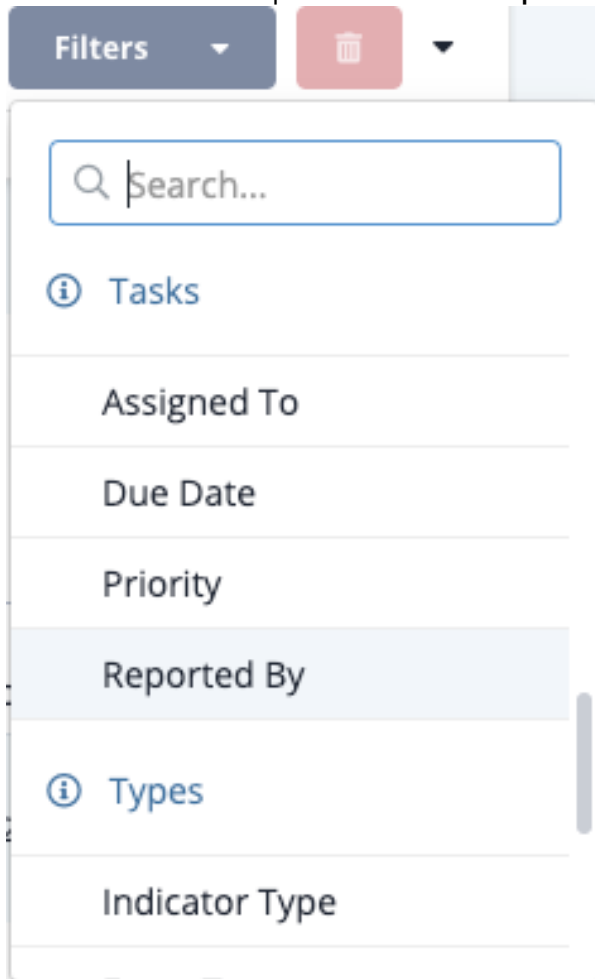 Filters
Search...
Tasks
Assigned To
Due Date
Priority
Reported By
Types
Indicator Type